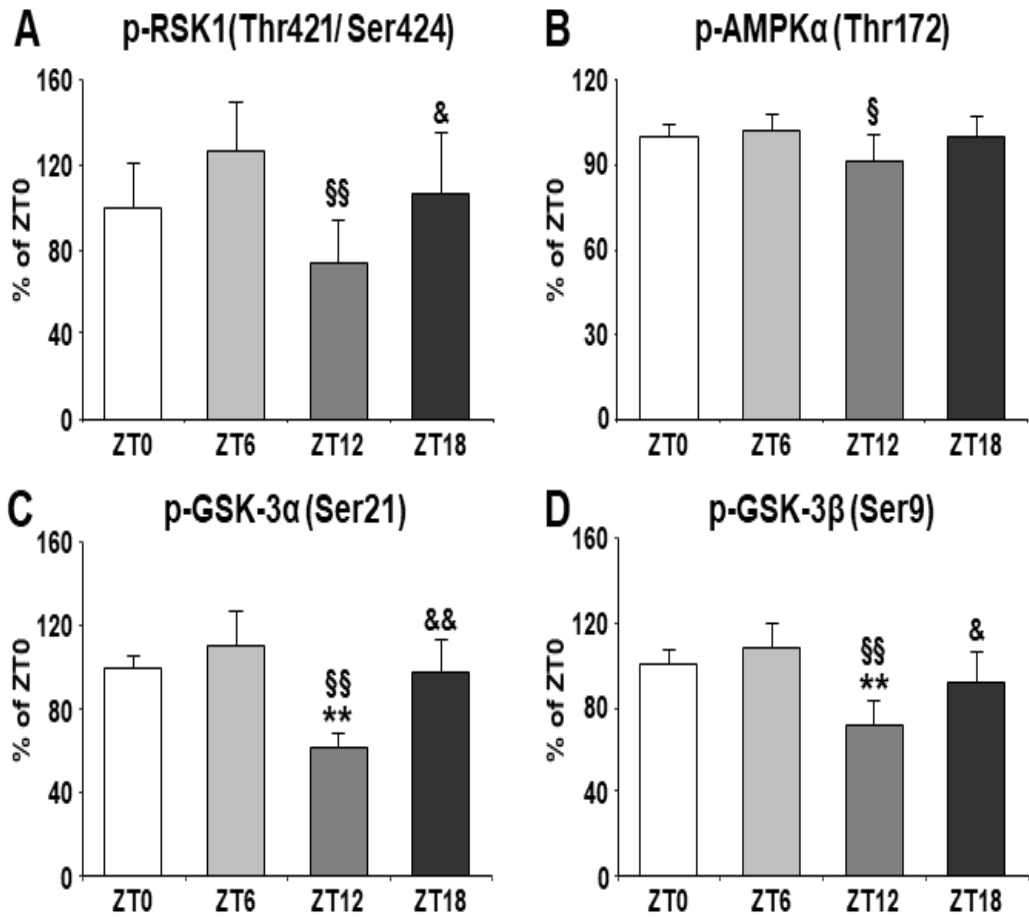 A p-RSK1(Thr421/Ser424)
% of ZT0
160
120
80
40
0
§§
&
ZT0 ZT6 ZT12 ZT18
B p-AMPKα (Thr172)
% of ZT0
120
90
60
30
0
§
ZT0 ZT6 ZT12 ZT18
C p-GSK-3α (Ser21)
% of ZT0
160
120
80
40
0
§§
**
&&
ZT0 ZT6 ZT12 ZT18
D p-GSK-3β (Ser9)
% of ZT0
160
120
80
40
0
§§
**
&
ZT0 ZT6 ZT12 ZT18